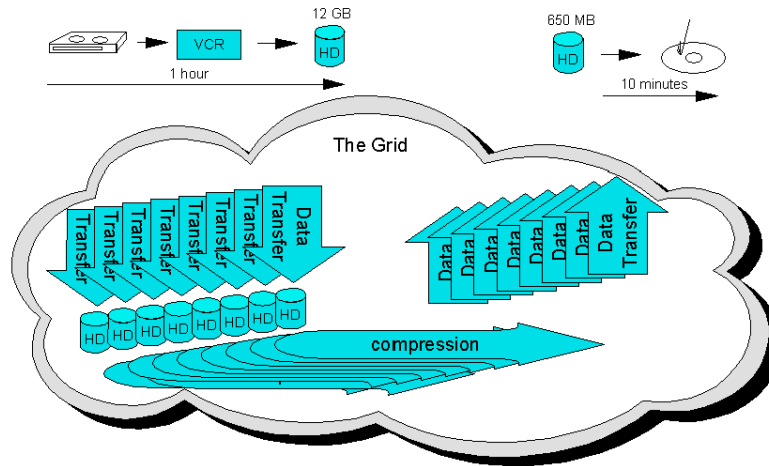 12 GB
650 MB
VCR
HD
HD
1 hour
10 minutes
The Grid
Transfer
Transfer
Transfer
Transfer
Transfer
Transfer
Transfer
Data
Transfer
Data
Data
Data
Data
Data
Data
Data
Data
Transfer
HD
HD
HD
HD
HD
HD
HD
HD
compression